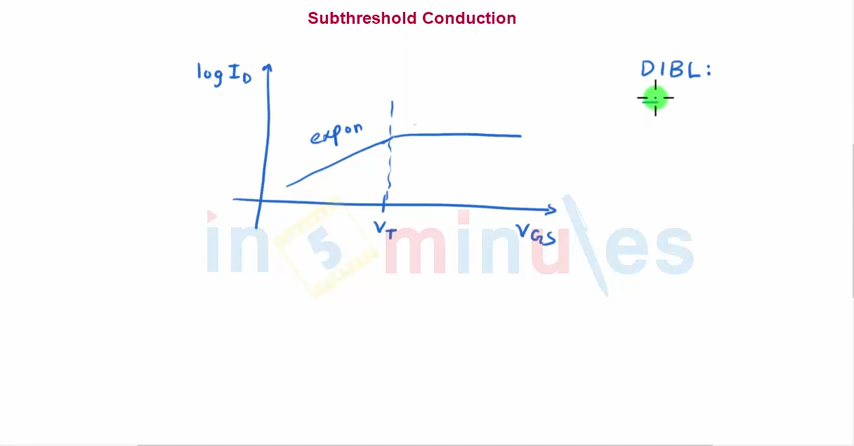 Subthreshold Conduction
log I_D
DIBL:
expon
V_T
V_GS
in 5 minutes